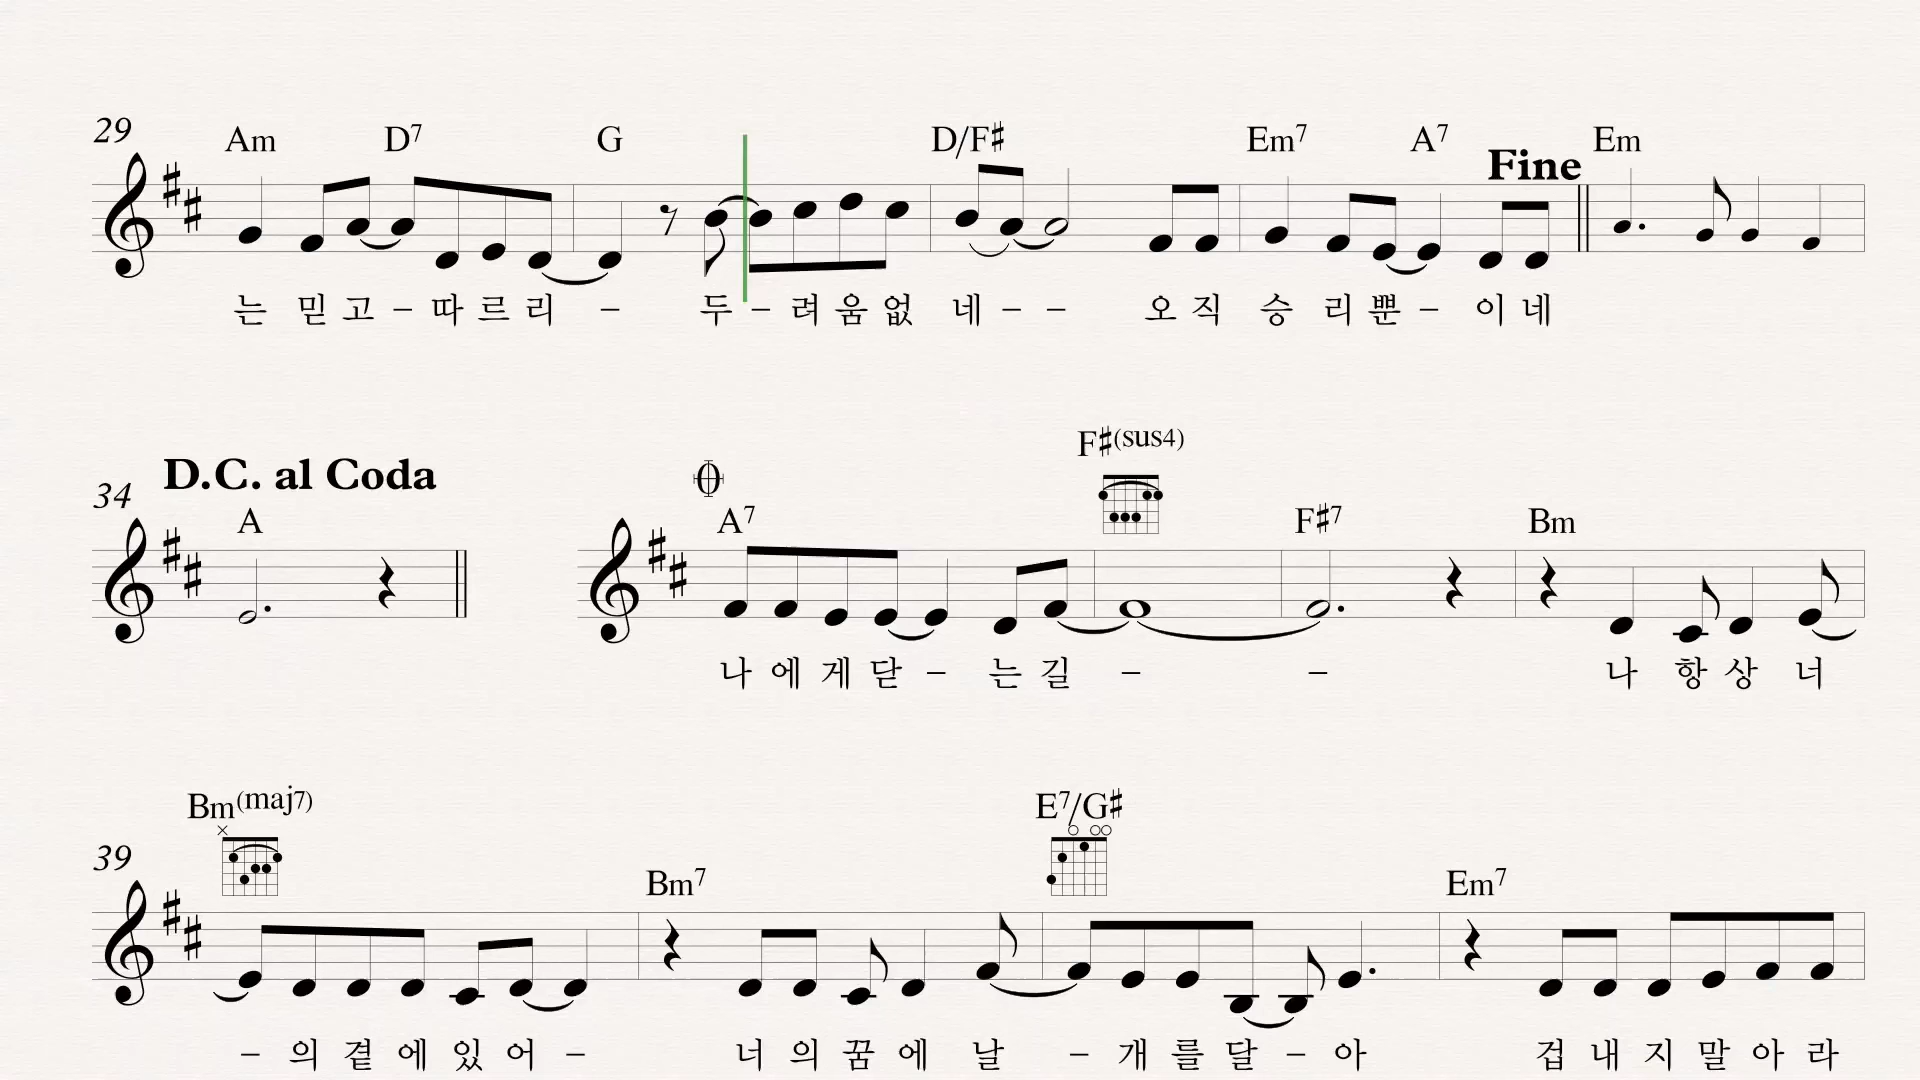 29 Am D7 G D/F♯ Em7 A7 Fine Em
는 믿 고 – 따 르 리 – 두 – 려 움 없 네 – – 오 직 승 리 뿐 – 이 네
D.C. al Coda F♯(sus4)
34 A A7 F♯7 Bm
나 에 게 닫 – 는 길 – – 나 항 상 너
Bm(maj7) E7/G♯
39 Bm7 Em7
– 의 곁 에 있 어 – 너 의 꿈 에 날 – 개 를 달 – 아 겁 내 지 말 아 라